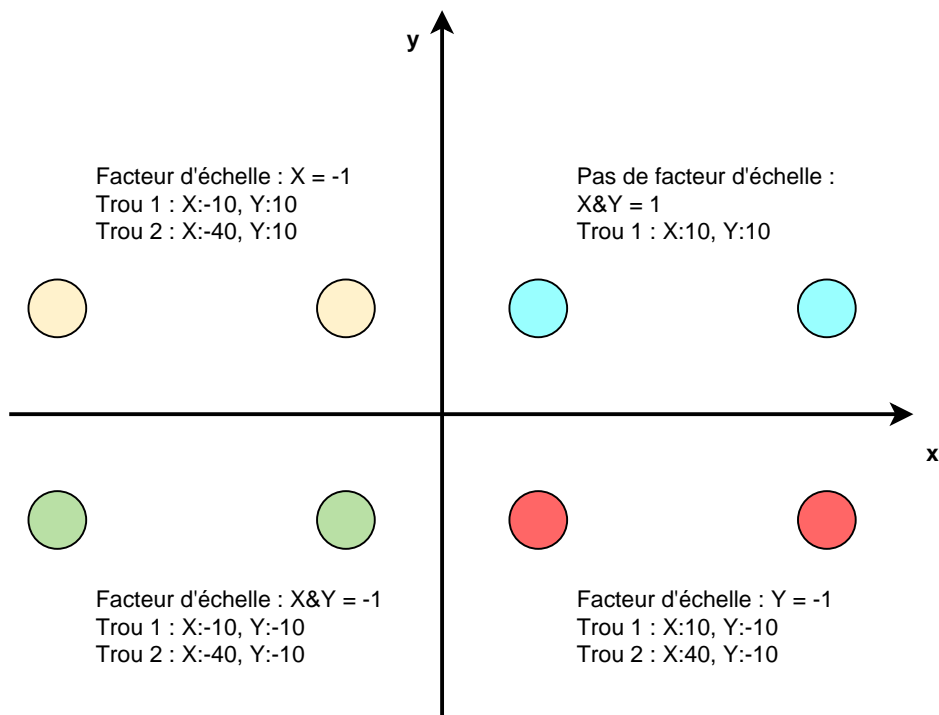 y
Facteur d'échelle : X = -1
Trou 1 : X:-10, Y:10
Trou 2 : X:-40, Y:10
Pas de facteur d'échelle :
X&Y = 1
Trou 1 : X:10, Y:10
x
Facteur d'échelle : X&Y = -1
Trou 1 : X:-10, Y:-10
Trou 2 : X:-40, Y:-10
Facteur d'échelle : Y = -1
Trou 1 : X:10, Y:-10
Trou 2 : X:40, Y:-10